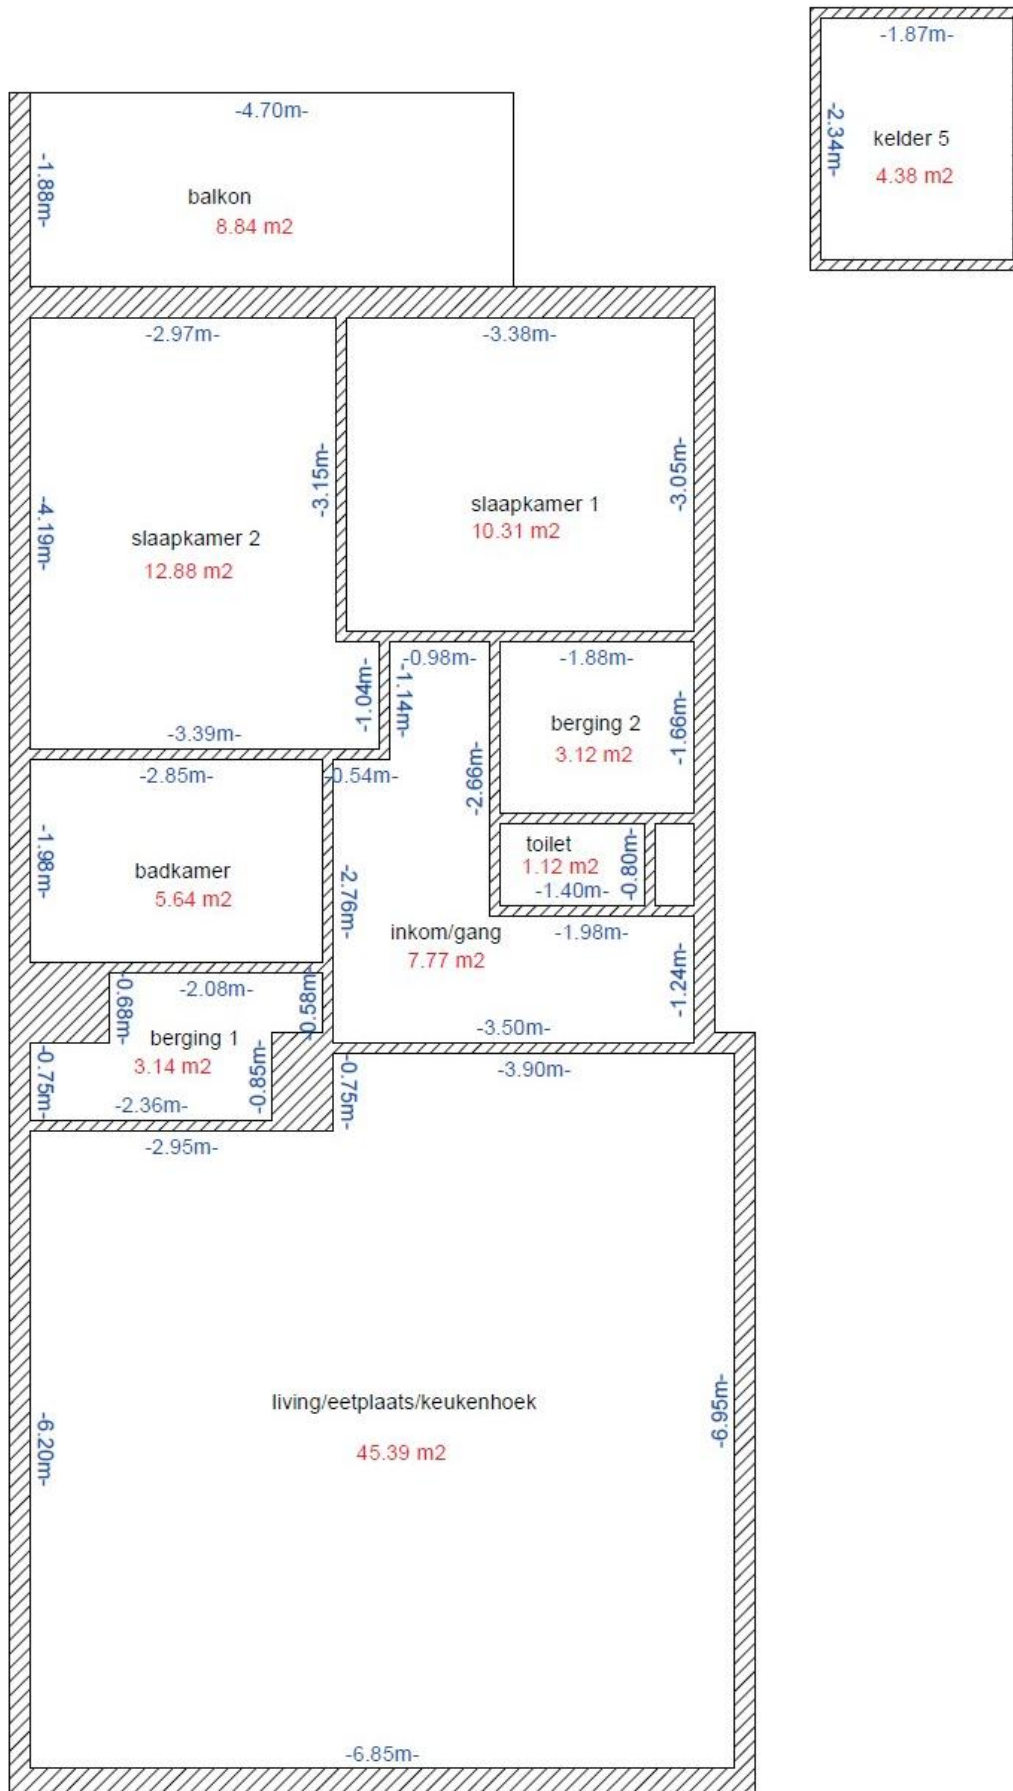 -1.87m-
-2.34m-
kelder 5
4.38 m2
-4.70m-
-1.88m-
balkon
8.84 m2
-2.97m-
-3.38m-
-3.15m-
-3.05m-
-4.19m-
slaapkamer 1
10.31 m2
slaapkamer 2
12.88 m2
-0.98m-
-1.88m-
-1.04m-
-1.14m-
-1.66m-
berging 2
3.12 m2
-3.39m-
-2.85m-
-0.54m-
-2.66m-
-1.98m-
badkamer
5.64 m2
toilet
1.12 m2
-1.40m-
-0.80m-
-2.76m-
inkom/gang
7.77 m2
-1.98m-
-1.24m-
-0.68m-
-2.08m-
-0.58m-
-3.50m-
berging 1
3.14 m2
-0.75m-
-0.85m-
-2.36m-
-0.75m-
-3.90m-
-2.95m-
living/eetplaats/keukenhoek
45.39 m2
-6.20m-
-6.95m-
-6.85m-